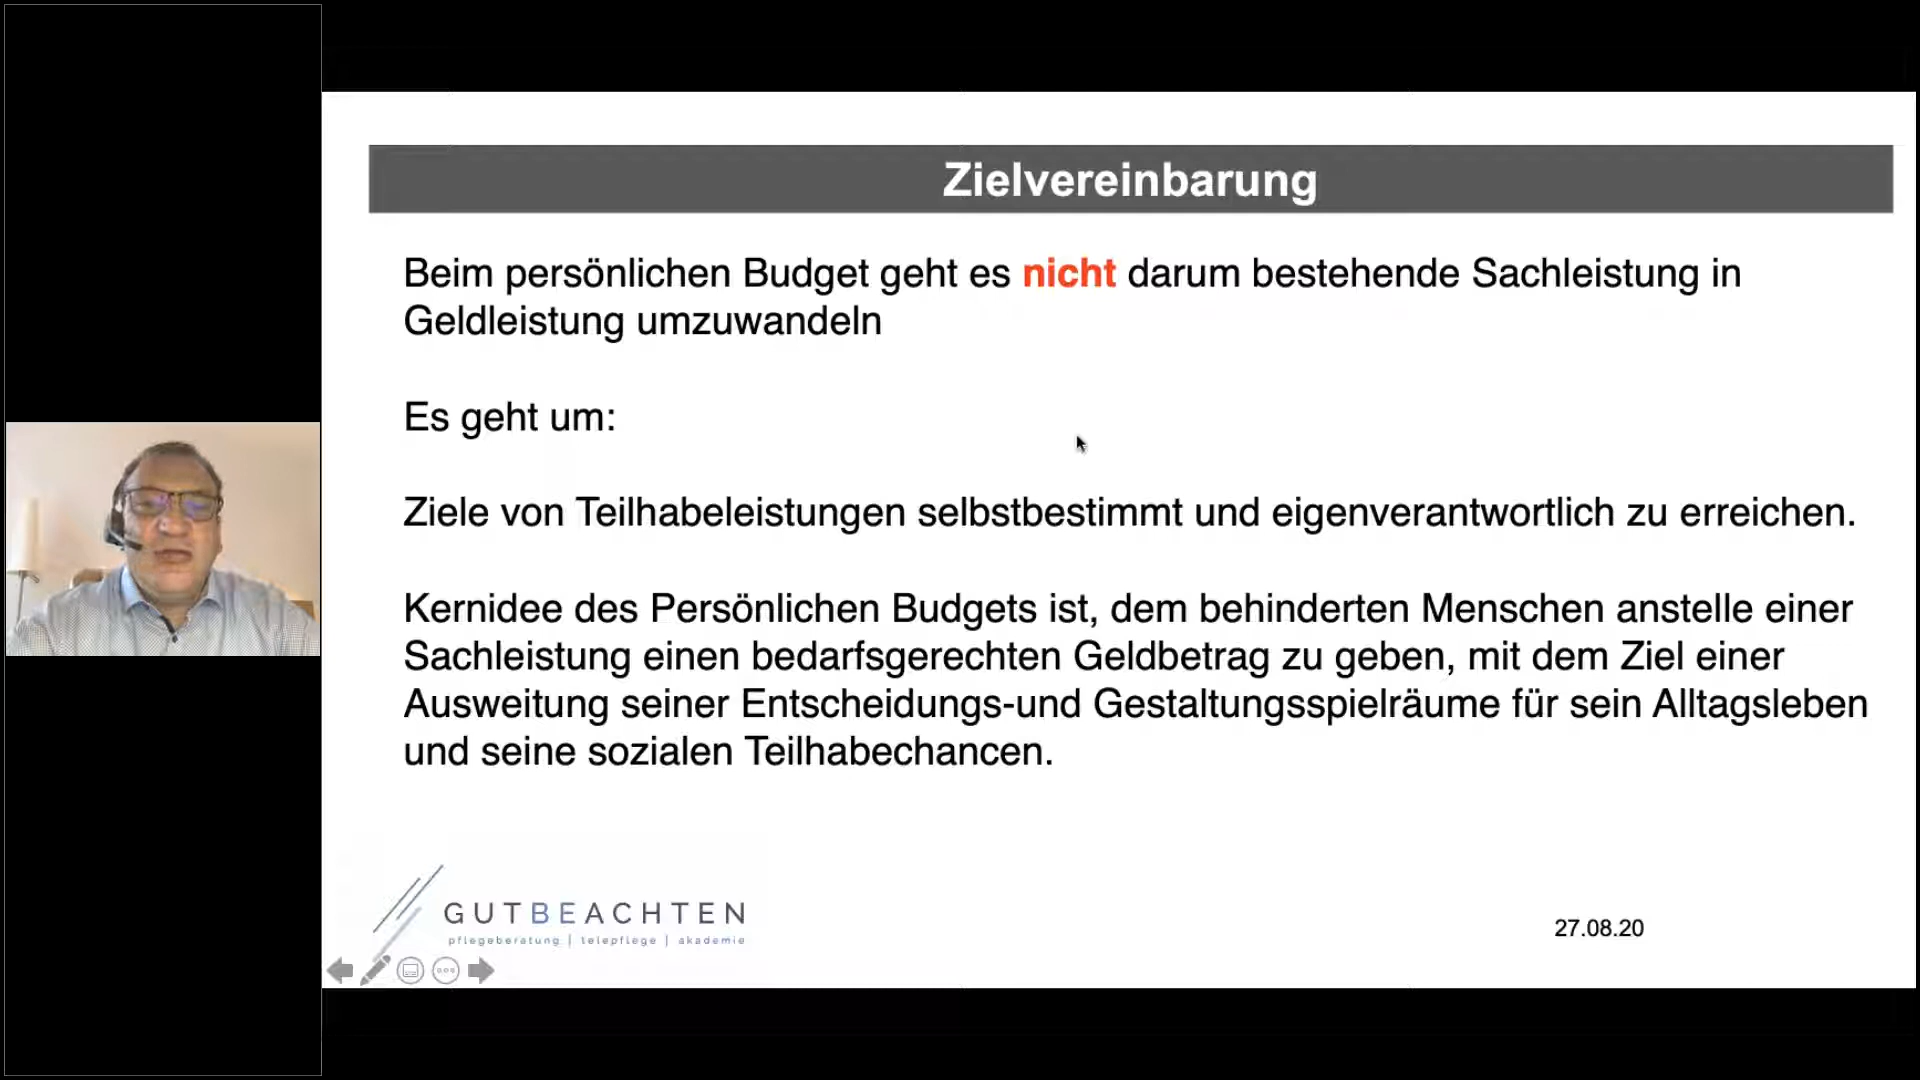 Zielvereinbarung
Beim persönlichen Budget geht es nicht darum bestehende Sachleistung in
Geldleistung umzuwandeln
Es geht um:
Ziele von Teilhabeleistungen selbstbestimmt und eigenverantwortlich zu erreichen.
Kernidee des Persönlichen Budgets ist, dem behinderten Menschen anstelle einer
Sachleistung einen bedarfsgerechten Geldbetrag zu geben, mit dem Ziel einer
Ausweitung seiner Entscheidungs-und Gestaltungsspielräume für sein Alltagsleben
und seine sozialen Teilhabechancen.
GUTBEACHTEN
pflegeberatung | telepflege | akademie
27.08.20